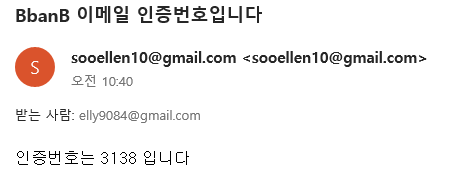 BbanB 이메일 인증번호입니다
S
sooellen10@gmail.com <sooellen10@gmail.com>
오전 10:40
받는 사람: elly9084@gmail.com
인증번호는 3138 입니다